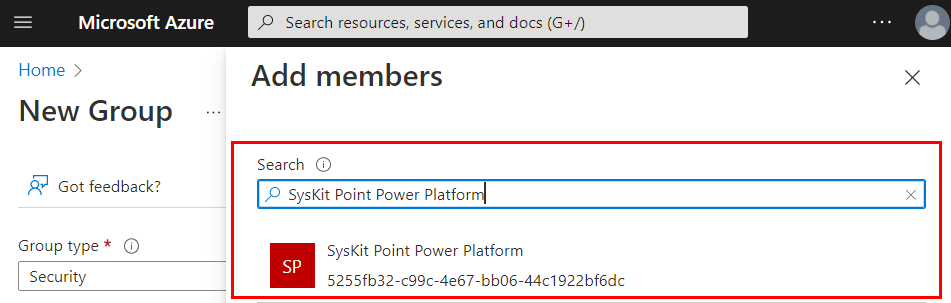 Microsoft Azure
Search resources, services, and docs (G+/)
Home
New Group
Got feedback?
Group type *
Security
Add members
Search
SysKit Point Power Platform
SP
SysKit Point Power Platform
5255fb32-c99c-4e67-bb06-44c1922bf6dc